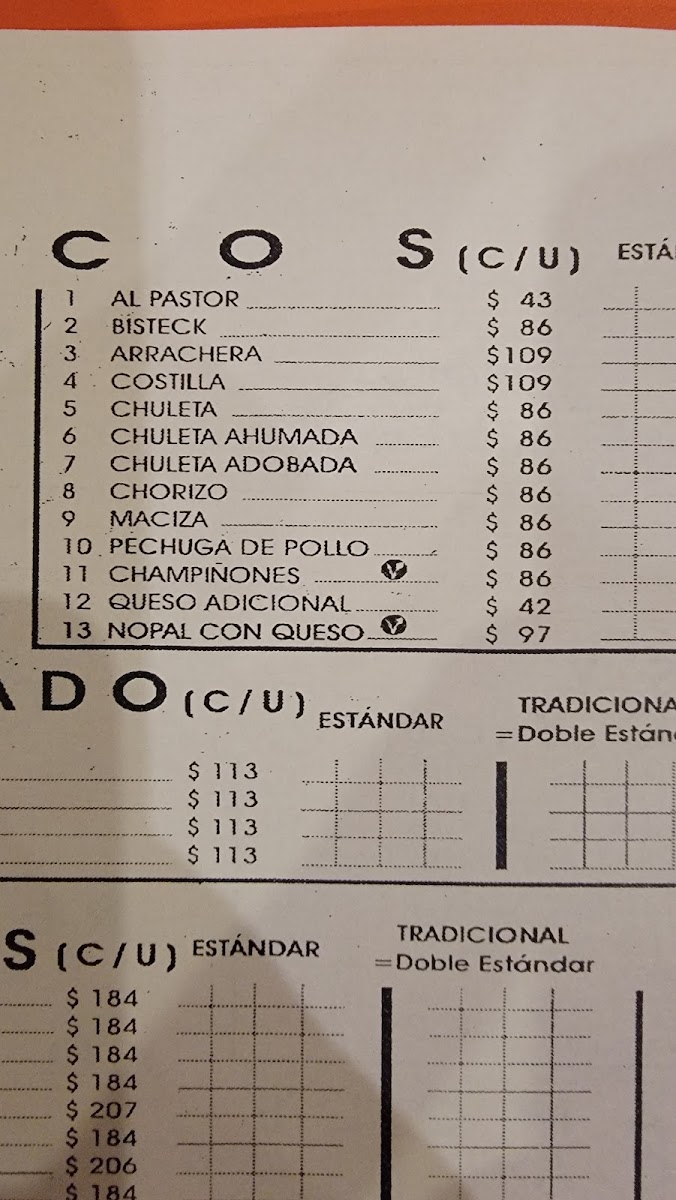 C O S (C/U) ESTÁ
1 AL PASTOR $ 43
2 BISTECK $ 86
3 ARRACHERA $109
4 COSTILLA $109
5 CHULETA $ 86
6 CHULETA AHUMADA $ 86
7 CHULETA ADOBADA $ 86
8 CHORIZO $ 86
9 MACIZA $ 86
10 PECHUGA DE POLLO $ 86
11 CHAMPIÑONES V $ 86
12 QUESO ADICIONAL $ 42
13 NOPAL CON QUESO V $ 97
ADO (C/U) ESTÁNDAR TRADICIONA
=Doble Están
$ 113
$ 113
$ 113
$ 113
S (C/U) ESTÁNDAR TRADICIONAL
=Doble Estándar
$ 184
$ 184
$ 184
$ 184
$ 207
$ 184
$ 206
$ 184